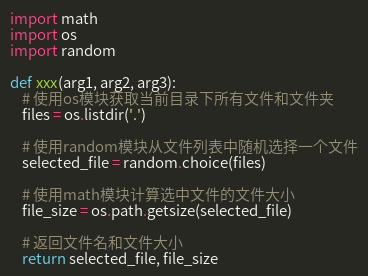 import math
import os
import random
def xxx(arg1, arg2, arg3):
# 使用os模块获取当前目录下所有文件和文件夹
files = os.listdir('.')
# 使用random模块从文件列表中随机选择一个文件
selected_file = random.choice(files)
# 使用math模块计算选中文件的文件大小
file_size = os.path.getsize(selected_file)
# 返回文件名和文件大小
return selected_file, file_size